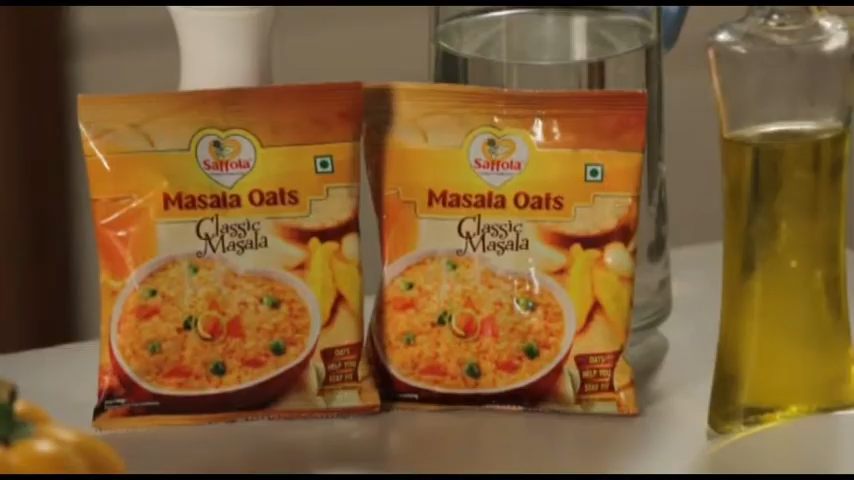 Saffola
Masala Oats
Classic
Masala
OATS
HELP YOU
STAY FIT
Saffola
Masala Oats
Classic
Masala
OATS
HELP YOU
STAY FIT